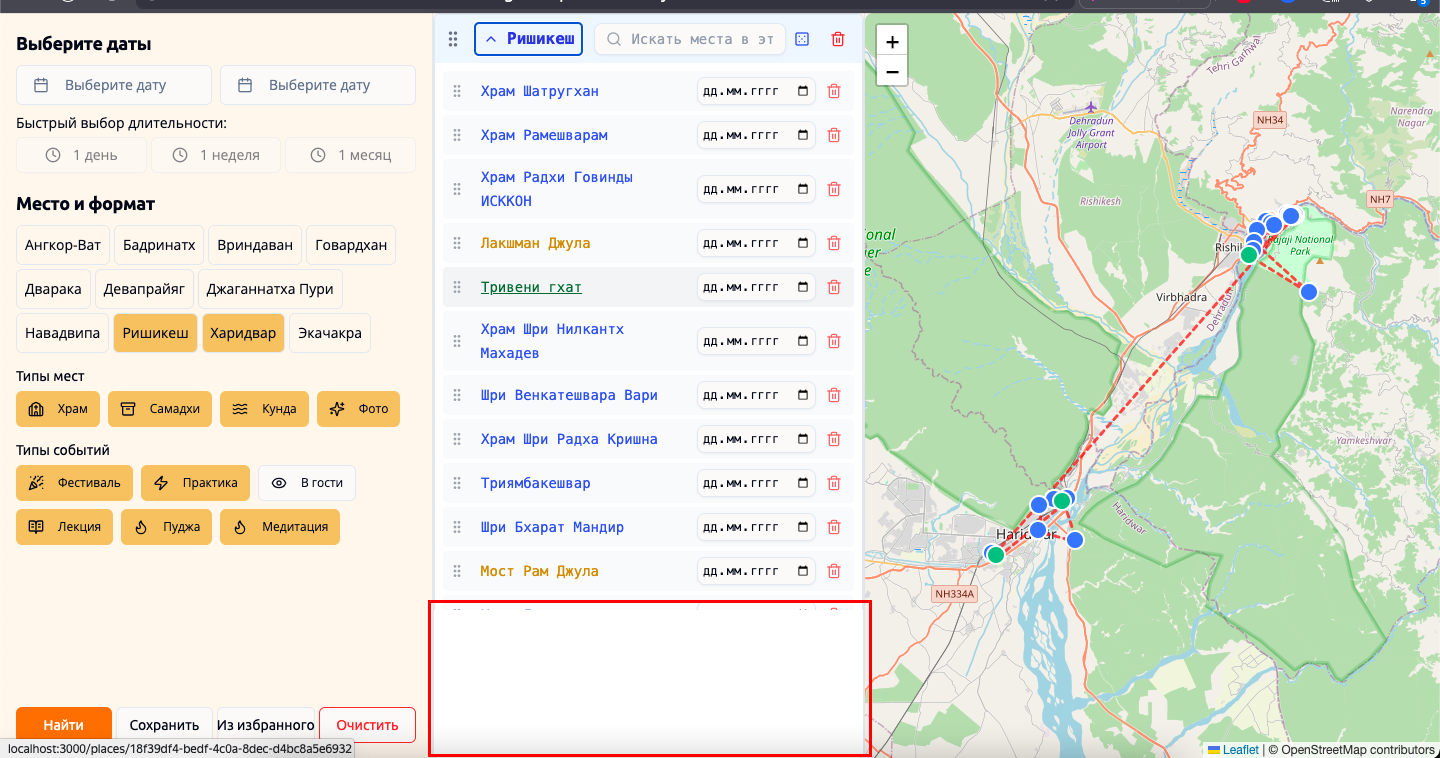 Выберите даты
Выберите дату
Выберите дату
Быстрый выбор длительности:
1 день
1 неделя
1 месяц
Место и формат
Ангкор-Ват
Бадринатх
Вриндаван
Говардхан
Дварака
Девапрайяг
Джаганнатха Пури
Навадвипа
Ришикеш
Харидвар
Экачакра
Типы мест
Храм
Самадхи
Кунда
Фото
Типы событий
Фестиваль
Практика
В гости
Лекция
Пуджа
Медитация
Найти
Сохранить
Из избранного
Очистить
localhost:3000/places/18f39df4-bedf-4c0a-8dec-d4bc8a5e6932
Ришикеш
Искать места в эт
Храм Шатругхан
дд.мм.гггг
Храм Рамешварам
дд.мм.гггг
Храм Радхи Говинды
ИСККОН
дд.мм.гггг
Лакшман Джула
дд.мм.гггг
Тривени гхат
дд.мм.гггг
Храм Шри Нилкантх
Махадев
дд.мм.гггг
Шри Венкатешвара Вари
дд.мм.гггг
Храм Шри Радха Кришна
дд.мм.гггг
Триямбакешвар
дд.мм.гггг
Шри Бхарат Мандир
дд.мм.гггг
Мост Рам Джула
дд.мм.гггг
+
−
Tehri Garhwal
Dehradun
Jolly Grant
Airport
NH34
Narendra
Nagar
Rishikesh
NH7
Rajaji National
Park
Virbhadra
Dehradun
Yamkeshwar
Haridwar
Haridwar
NH334A
Leaflet | © OpenStreetMap contributors